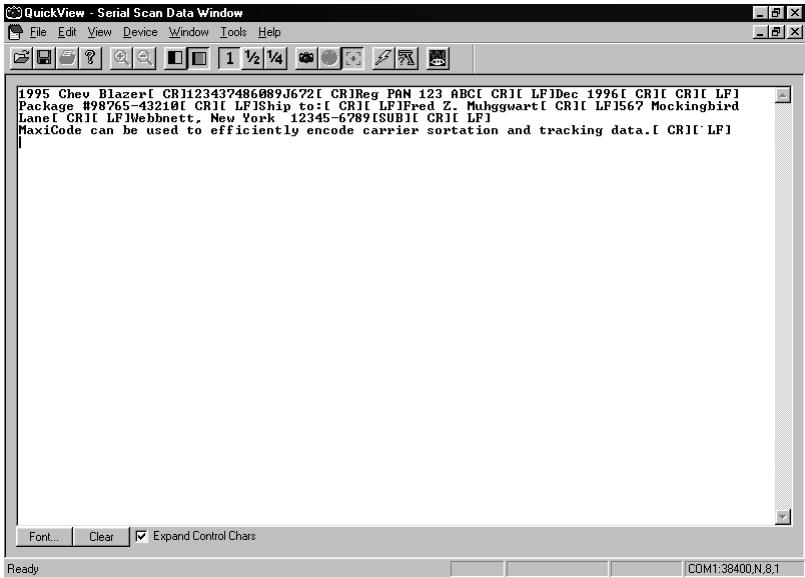 QuickView - Serial Scan Data Window
File Edit View Device Window Tools Help
1 ½ ¼
1995 Chev Blazer[ CR]123437486089J672[ CR]Reg PAN 123 ABC[ CR][ LF]Dec 1996[ CR][ CR][ LF]
Package #98765-43210[ CR][ LF]Ship to:[ CR][ LF]Fred Z. Muhggwart[ CR][ LF]567 Mockingbird
Lane[ CR][ LF]Webbnett, New York  12345-6789[SUB][ CR][ LF]
MaxiCode can be used to efficiently encode carrier sortation and tracking data.[ CR][ LF]
Font... Clear Expand Control Chars
Ready COM1:38400,N,8,1